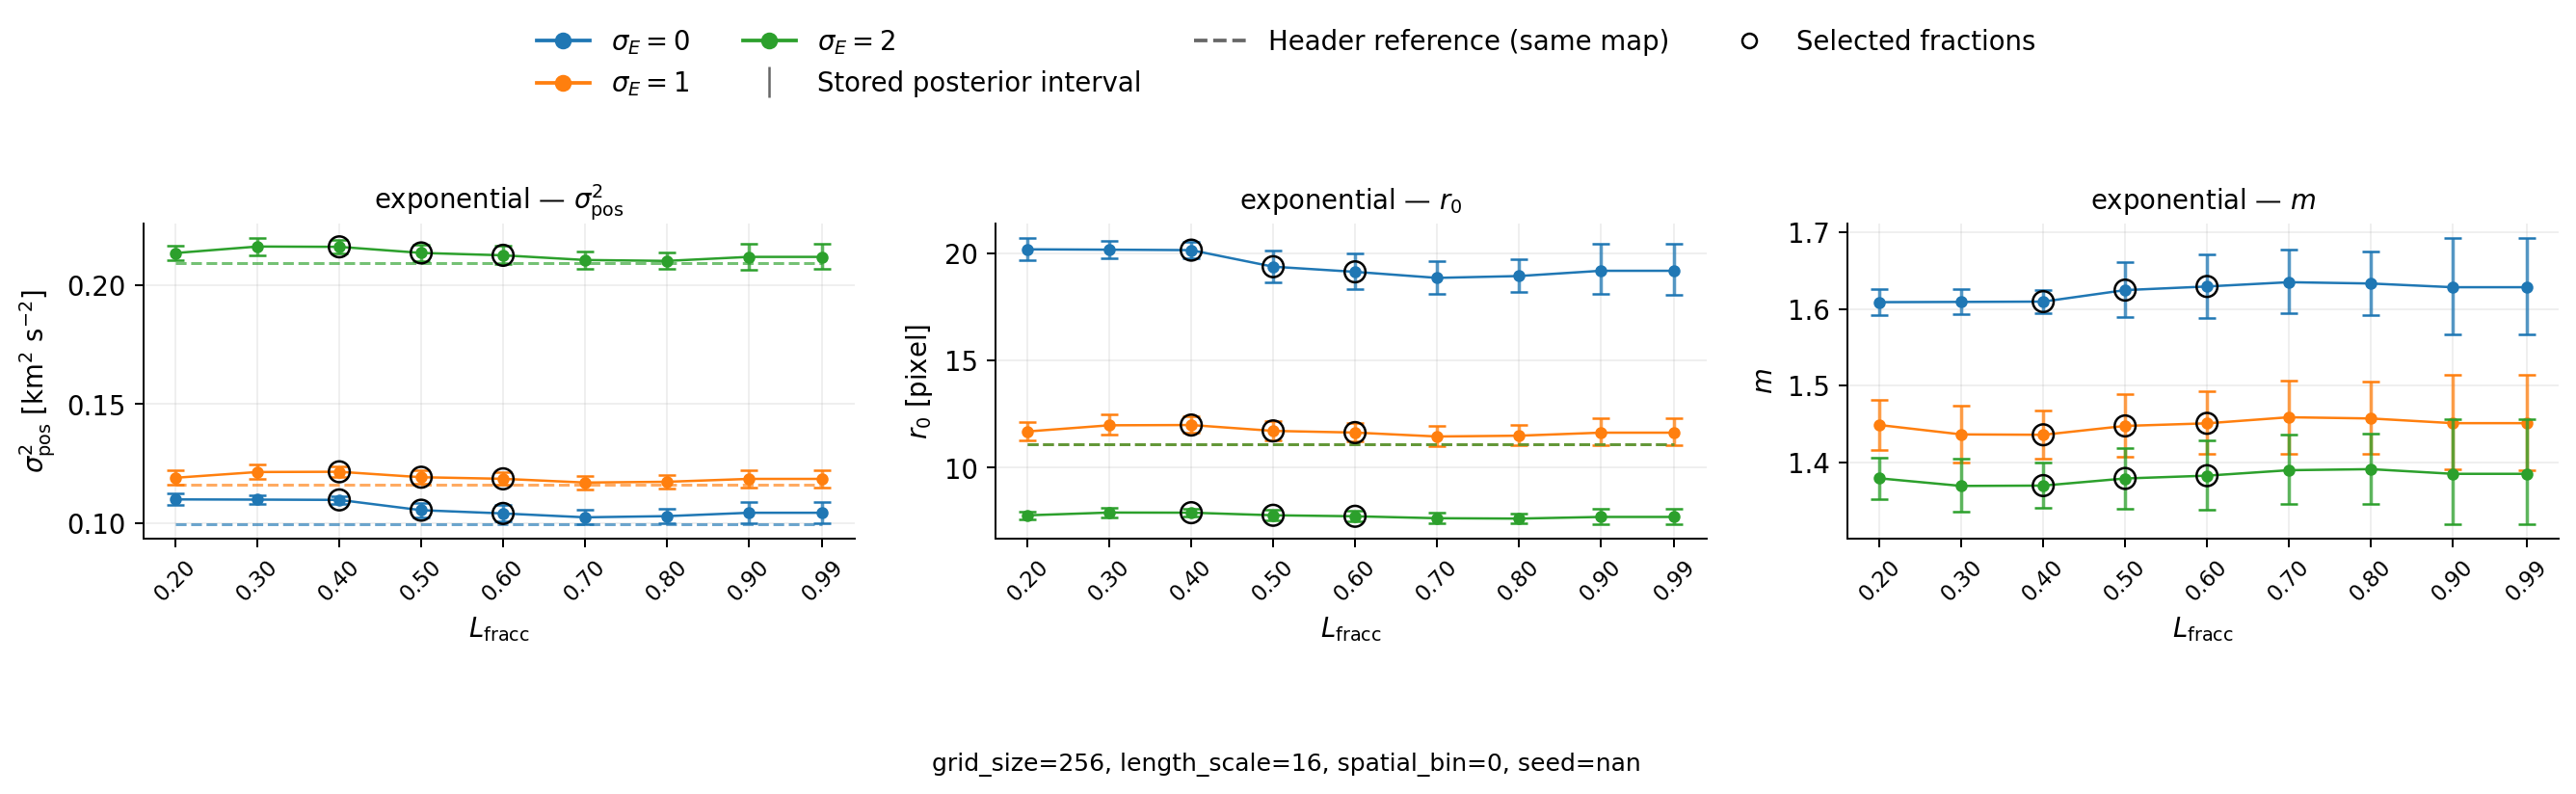 σ_E = 0 σ_E = 2 Header reference (same map) Selected fractions
σ_E = 1 Stored posterior interval
exponential — σ²_pos
σ²_pos [km² s⁻²]
0.20
0.15
0.10
0.20 0.30 0.40 0.50 0.60 0.70 0.80 0.90 0.99
L_fracc
exponential — r₀
r₀ [pixel]
20
15
10
0.20 0.30 0.40 0.50 0.60 0.70 0.80 0.90 0.99
L_fracc
exponential — m
m
1.7
1.6
1.5
1.4
0.20 0.30 0.40 0.50 0.60 0.70 0.80 0.90 0.99
L_fracc
grid_size=256, length_scale=16, spatial_bin=0, seed=nan